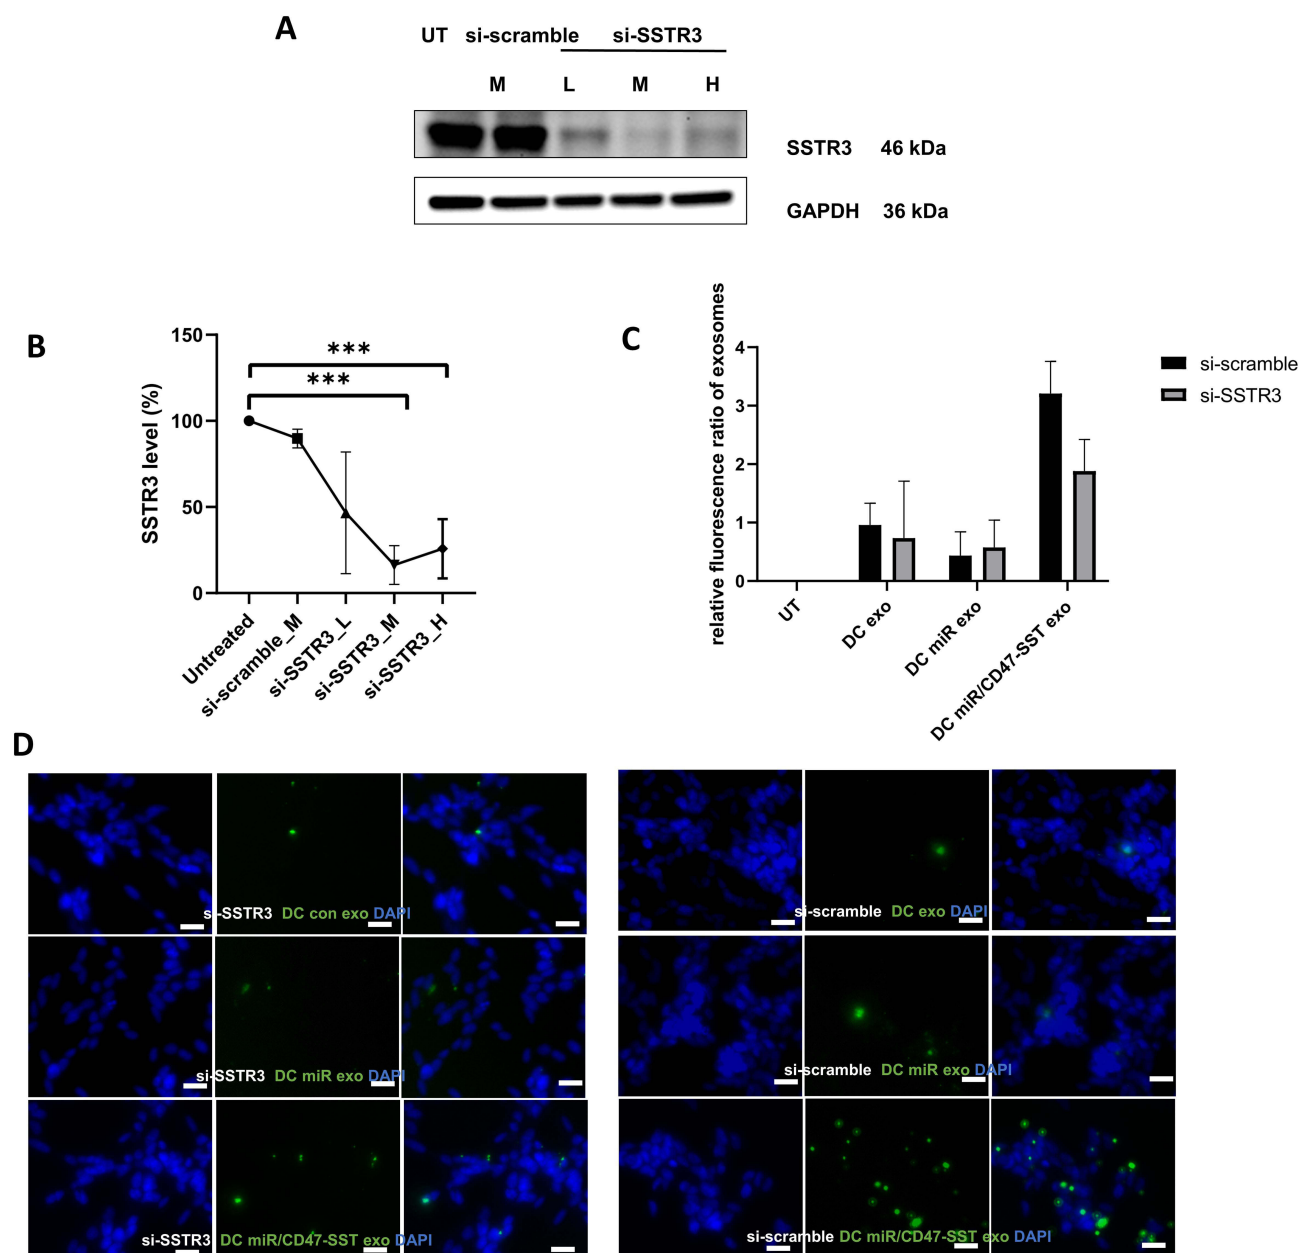 A
UT si-scramble si-SSTR3
M L M H
SSTR3 46 kDa
GAPDH 36 kDa
B
SSTR3 level (%)
150
100
50
0
***
***
Untreated
si-scramble_M
si-SSTR3_L
si-SSTR3_M
si-SSTR3_H
C
relative fluorescence ratio of exosomes
4
3
2
1
0
UT
DC exo
DC miR exo
DC miR/CD47-SST exo
si-scramble
si-SSTR3
D
si-SSTR3 DC con exo DAPI
si-scramble DC exo DAPI
si-SSTR3 DC miR exo DAPI
si-scramble DC miR exo DAPI
si-SSTR3 DC miR/CD47-SST exo DAPI
si-scramble DC miR/CD47-SST exo DAPI